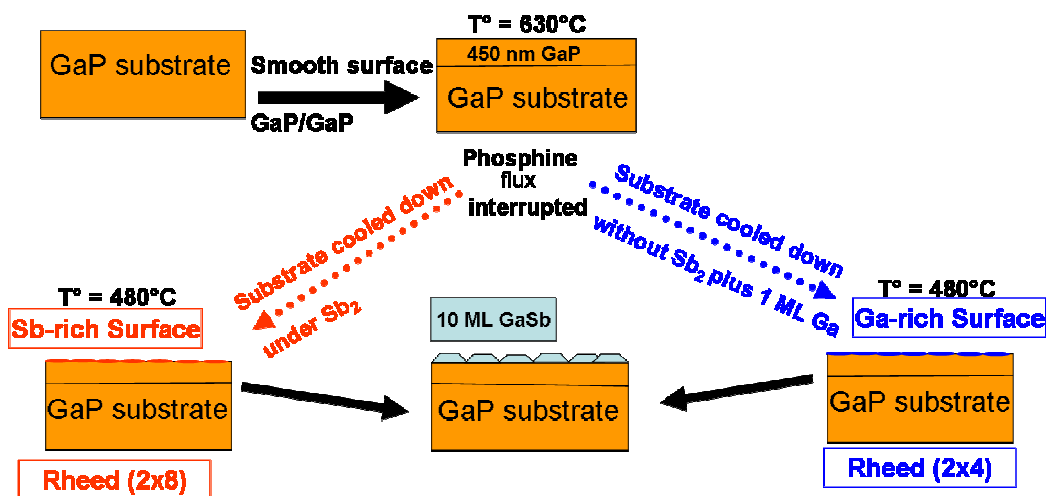 T° = 630°C
GaP substrate
Smooth surface
GaP/GaP
450 nm GaP
GaP substrate
Phosphine
flux
interrupted
Substrate cooled down
under Sb₂
Substrate cooled down
without Sb₂ plus 1 ML Ga
T° = 480°C
Sb-rich Surface
GaP substrate
Rheed (2x8)
10 ML GaSb
GaP substrate
T° = 480°C
Ga-rich Surface
GaP substrate
Rheed (2x4)